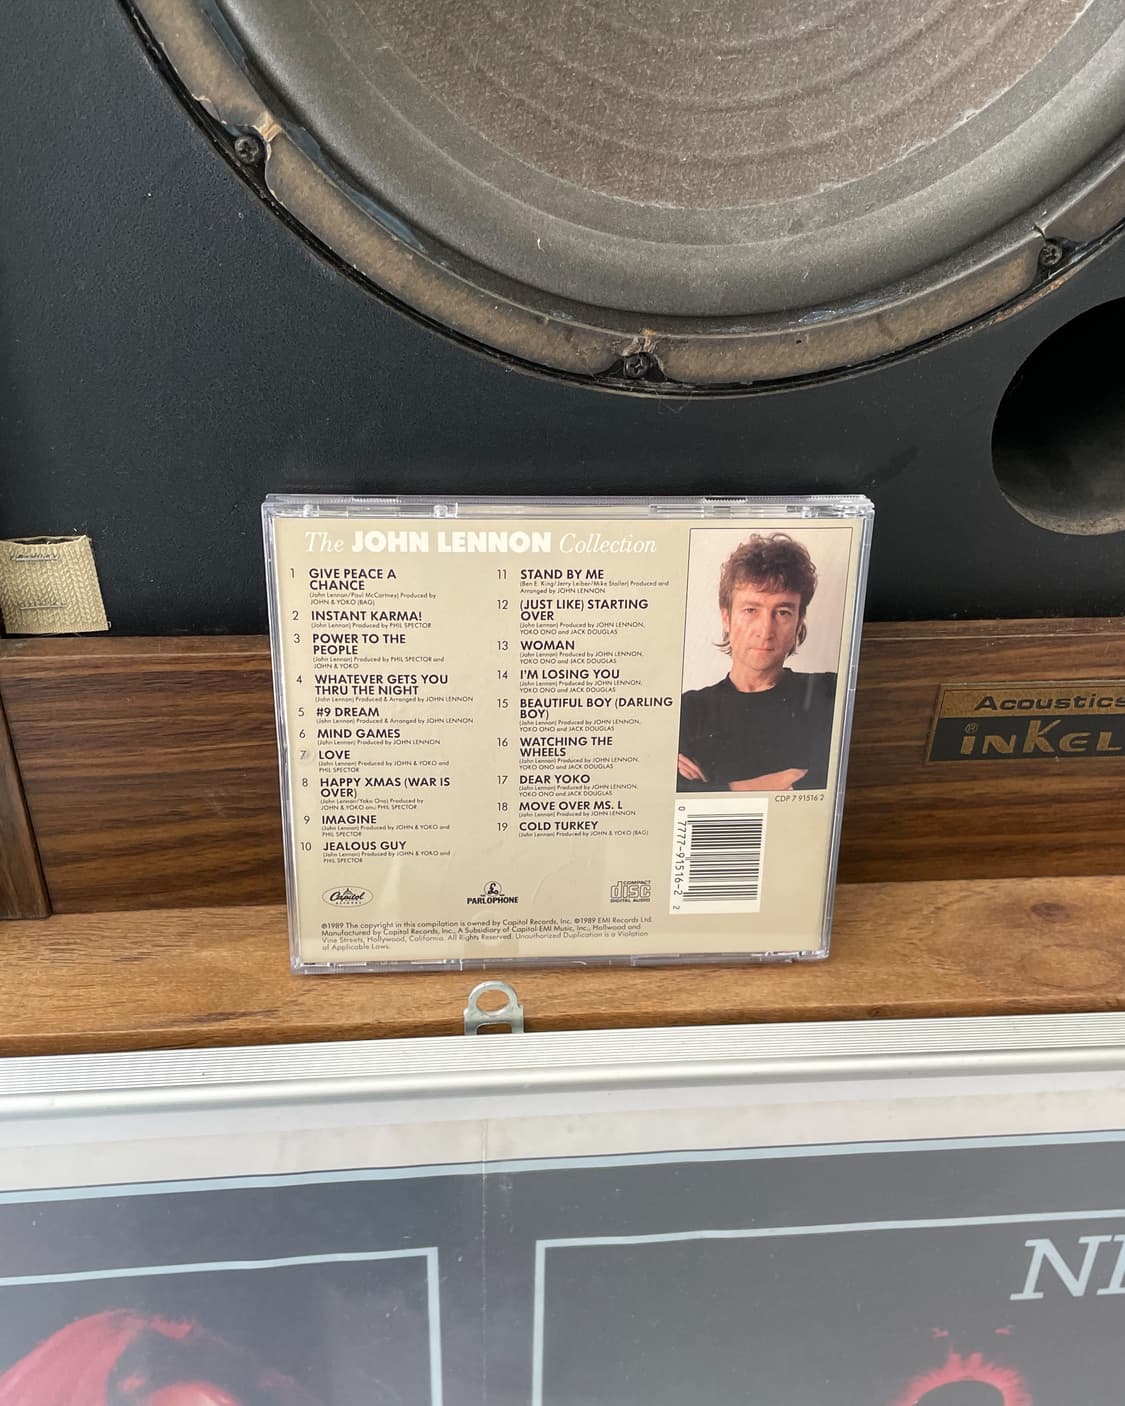 The JOHN LENNON Collection
1 GIVE PEACE A
CHANCE
(John Lennon/Paul McCartney) Produced by
JOHN & YOKO (BAG)
2 INSTANT KARMA!
(John Lennon) Produced by PHIL SPECTOR
3 POWER TO THE
PEOPLE
(John Lennon) Produced by PHIL SPECTOR and
JOHN & YOKO
4 WHATEVER GETS YOU
THRU THE NIGHT
(John Lennon) Produced & Arranged by JOHN LENNON
5 #9 DREAM
(John Lennon) Produced & Arranged by JOHN LENNON
6 MIND GAMES
(John Lennon) Produced by JOHN LENNON
7 LOVE
(John Lennon) Produced by JOHN & YOKO and
PHIL SPECTOR
8 HAPPY XMAS (WAR IS
OVER)
(John Lennon/Yoko Ono) Produced by
JOHN & YOKO and PHIL SPECTOR
9 IMAGINE
(John Lennon) Produced by JOHN & YOKO and
PHIL SPECTOR
10 JEALOUS GUY
(John Lennon) Produced by JOHN & YOKO and
PHIL SPECTOR
11 STAND BY ME
(Ben E. King/Jerry Leiber/Mike Stoller) Produced and
Arranged by JOHN LENNON
12 (JUST LIKE) STARTING
OVER
(John Lennon) Produced by JOHN LENNON,
YOKO ONO and JACK DOUGLAS
13 WOMAN
(John Lennon) Produced by JOHN LENNON,
YOKO ONO and JACK DOUGLAS
14 I'M LOSING YOU
(John Lennon) Produced by JOHN LENNON,
YOKO ONO and JACK DOUGLAS
15 BEAUTIFUL BOY (DARLING
BOY)
(John Lennon) Produced by JOHN LENNON,
YOKO ONO and JACK DOUGLAS
16 WATCHING THE
WHEELS
(John Lennon) Produced by JOHN LENNON,
YOKO ONO and JACK DOUGLAS
17 DEAR YOKO
(John Lennon) Produced by JOHN LENNON,
YOKO ONO and JACK DOUGLAS
18 MOVE OVER MS. L
(John Lennon) Produced by JOHN LENNON
19 COLD TURKEY
(John Lennon) Produced by JOHN & YOKO (BAG)
CDP 7 91516 2
0 7777-91516-2 2
Capitol
RECORDS
PARLOPHONE
COMPACT
disc
DIGITAL AUDIO
℗1989 The copyright in this compilation is owned by Capitol Records, Inc. ©1989 EMI Records Ltd.
Manufactured by Capitol Records, Inc., A Subsidiary of Capitol-EMI Music, Inc., Hollwood and
Vine Streets, Hollywood, California. All Rights Reserved. Unauthorized Duplication is a Violation
of Applicable Laws.
Acoustics
® inKEL